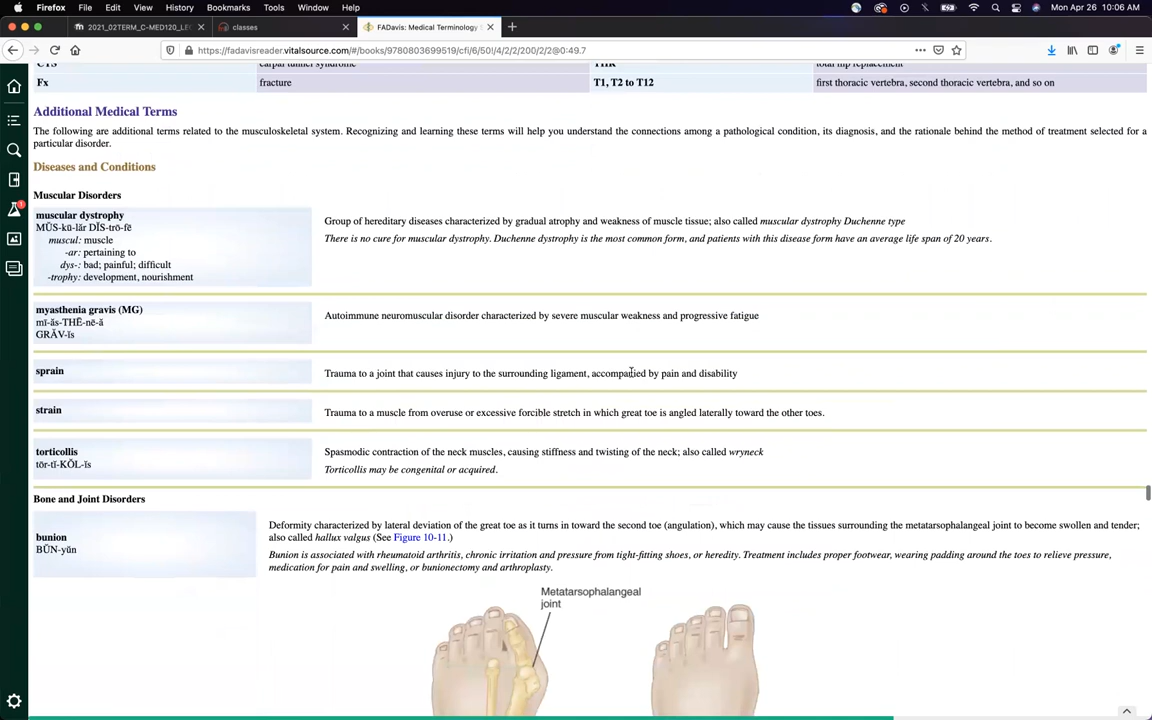 Firefox File Edit View History Bookmarks Tools Window Help Mon Apr 26 10:06 AM
2021_02TERM_C-MED120_LEC classes FADavis: Medical Terminology
https://fadavisreader.vitalsource.com/#/books/9780803699519/cfi/6/50!/4/2/2/200/2/2@0:49.7
CTS carpal tunnel syndrome THR total hip replacement
Fx fracture T1, T2 to T12 first thoracic vertebra, second thoracic vertebra, and so on
Additional Medical Terms
The following are additional terms related to the musculoskeletal system. Recognizing and learning these terms will help you understand the connections among a pathological condition, its diagnosis, and the rationale behind the method of treatment selected for a
particular disorder.
Diseases and Conditions
Muscular Disorders
muscular dystrophy
MŬS-kū-lăr DĬS-trō-fē
muscul: muscle
-ar: pertaining to
dys-: bad; painful; difficult
-trophy: development, nourishment
Group of hereditary diseases characterized by gradual atrophy and weakness of muscle tissue; also called muscular dystrophy Duchenne type
There is no cure for muscular dystrophy. Duchenne dystrophy is the most common form, and patients with this disease form have an average life span of 20 years.
myasthenia gravis (MG)
mī-ăs-THĒ-nē-ă
GRĂV-ĭs
Autoimmune neuromuscular disorder characterized by severe muscular weakness and progressive fatigue
sprain
Trauma to a joint that causes injury to the surrounding ligament, accompanied by pain and disability
strain
Trauma to a muscle from overuse or excessive forcible stretch in which great toe is angled laterally toward the other toes.
torticollis
tōr-tĭ-KŎL-ĭs
Spasmodic contraction of the neck muscles, causing stiffness and twisting of the neck; also called wryneck
Torticollis may be congenital or acquired.
Bone and Joint Disorders
bunion
BŬN-yŭn
Deformity characterized by lateral deviation of the great toe as it turns in toward the second toe (angulation), which may cause the tissues surrounding the metatarsophalangeal joint to become swollen and tender;
also called hallux valgus (See Figure 10-11.)
Bunion is associated with rheumatoid arthritis, chronic irritation and pressure from tight-fitting shoes, or heredity. Treatment includes proper footwear, wearing padding around the toes to relieve pressure,
medication for pain and swelling, or bunionectomy and arthroplasty.
Metatarsophalangeal
joint